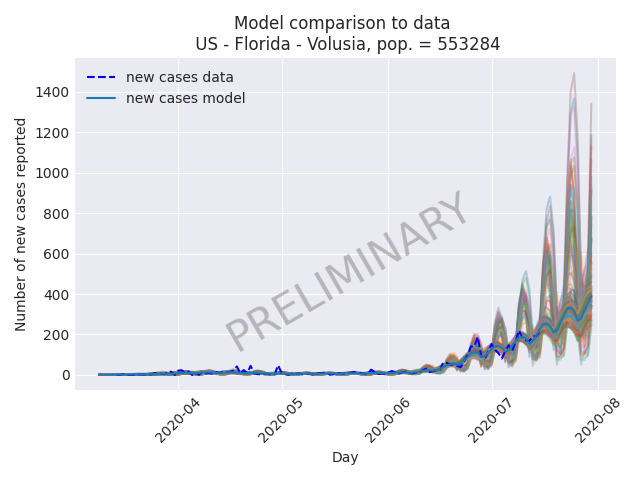 Model comparison to data
US - Florida - Volusia, pop. = 553284
new cases data
new cases model
Number of new cases reported
1400
1200
1000
800
600
400
200
0
PRELIMINARY
2020-04
2020-05
2020-06
2020-07
2020-08
Day